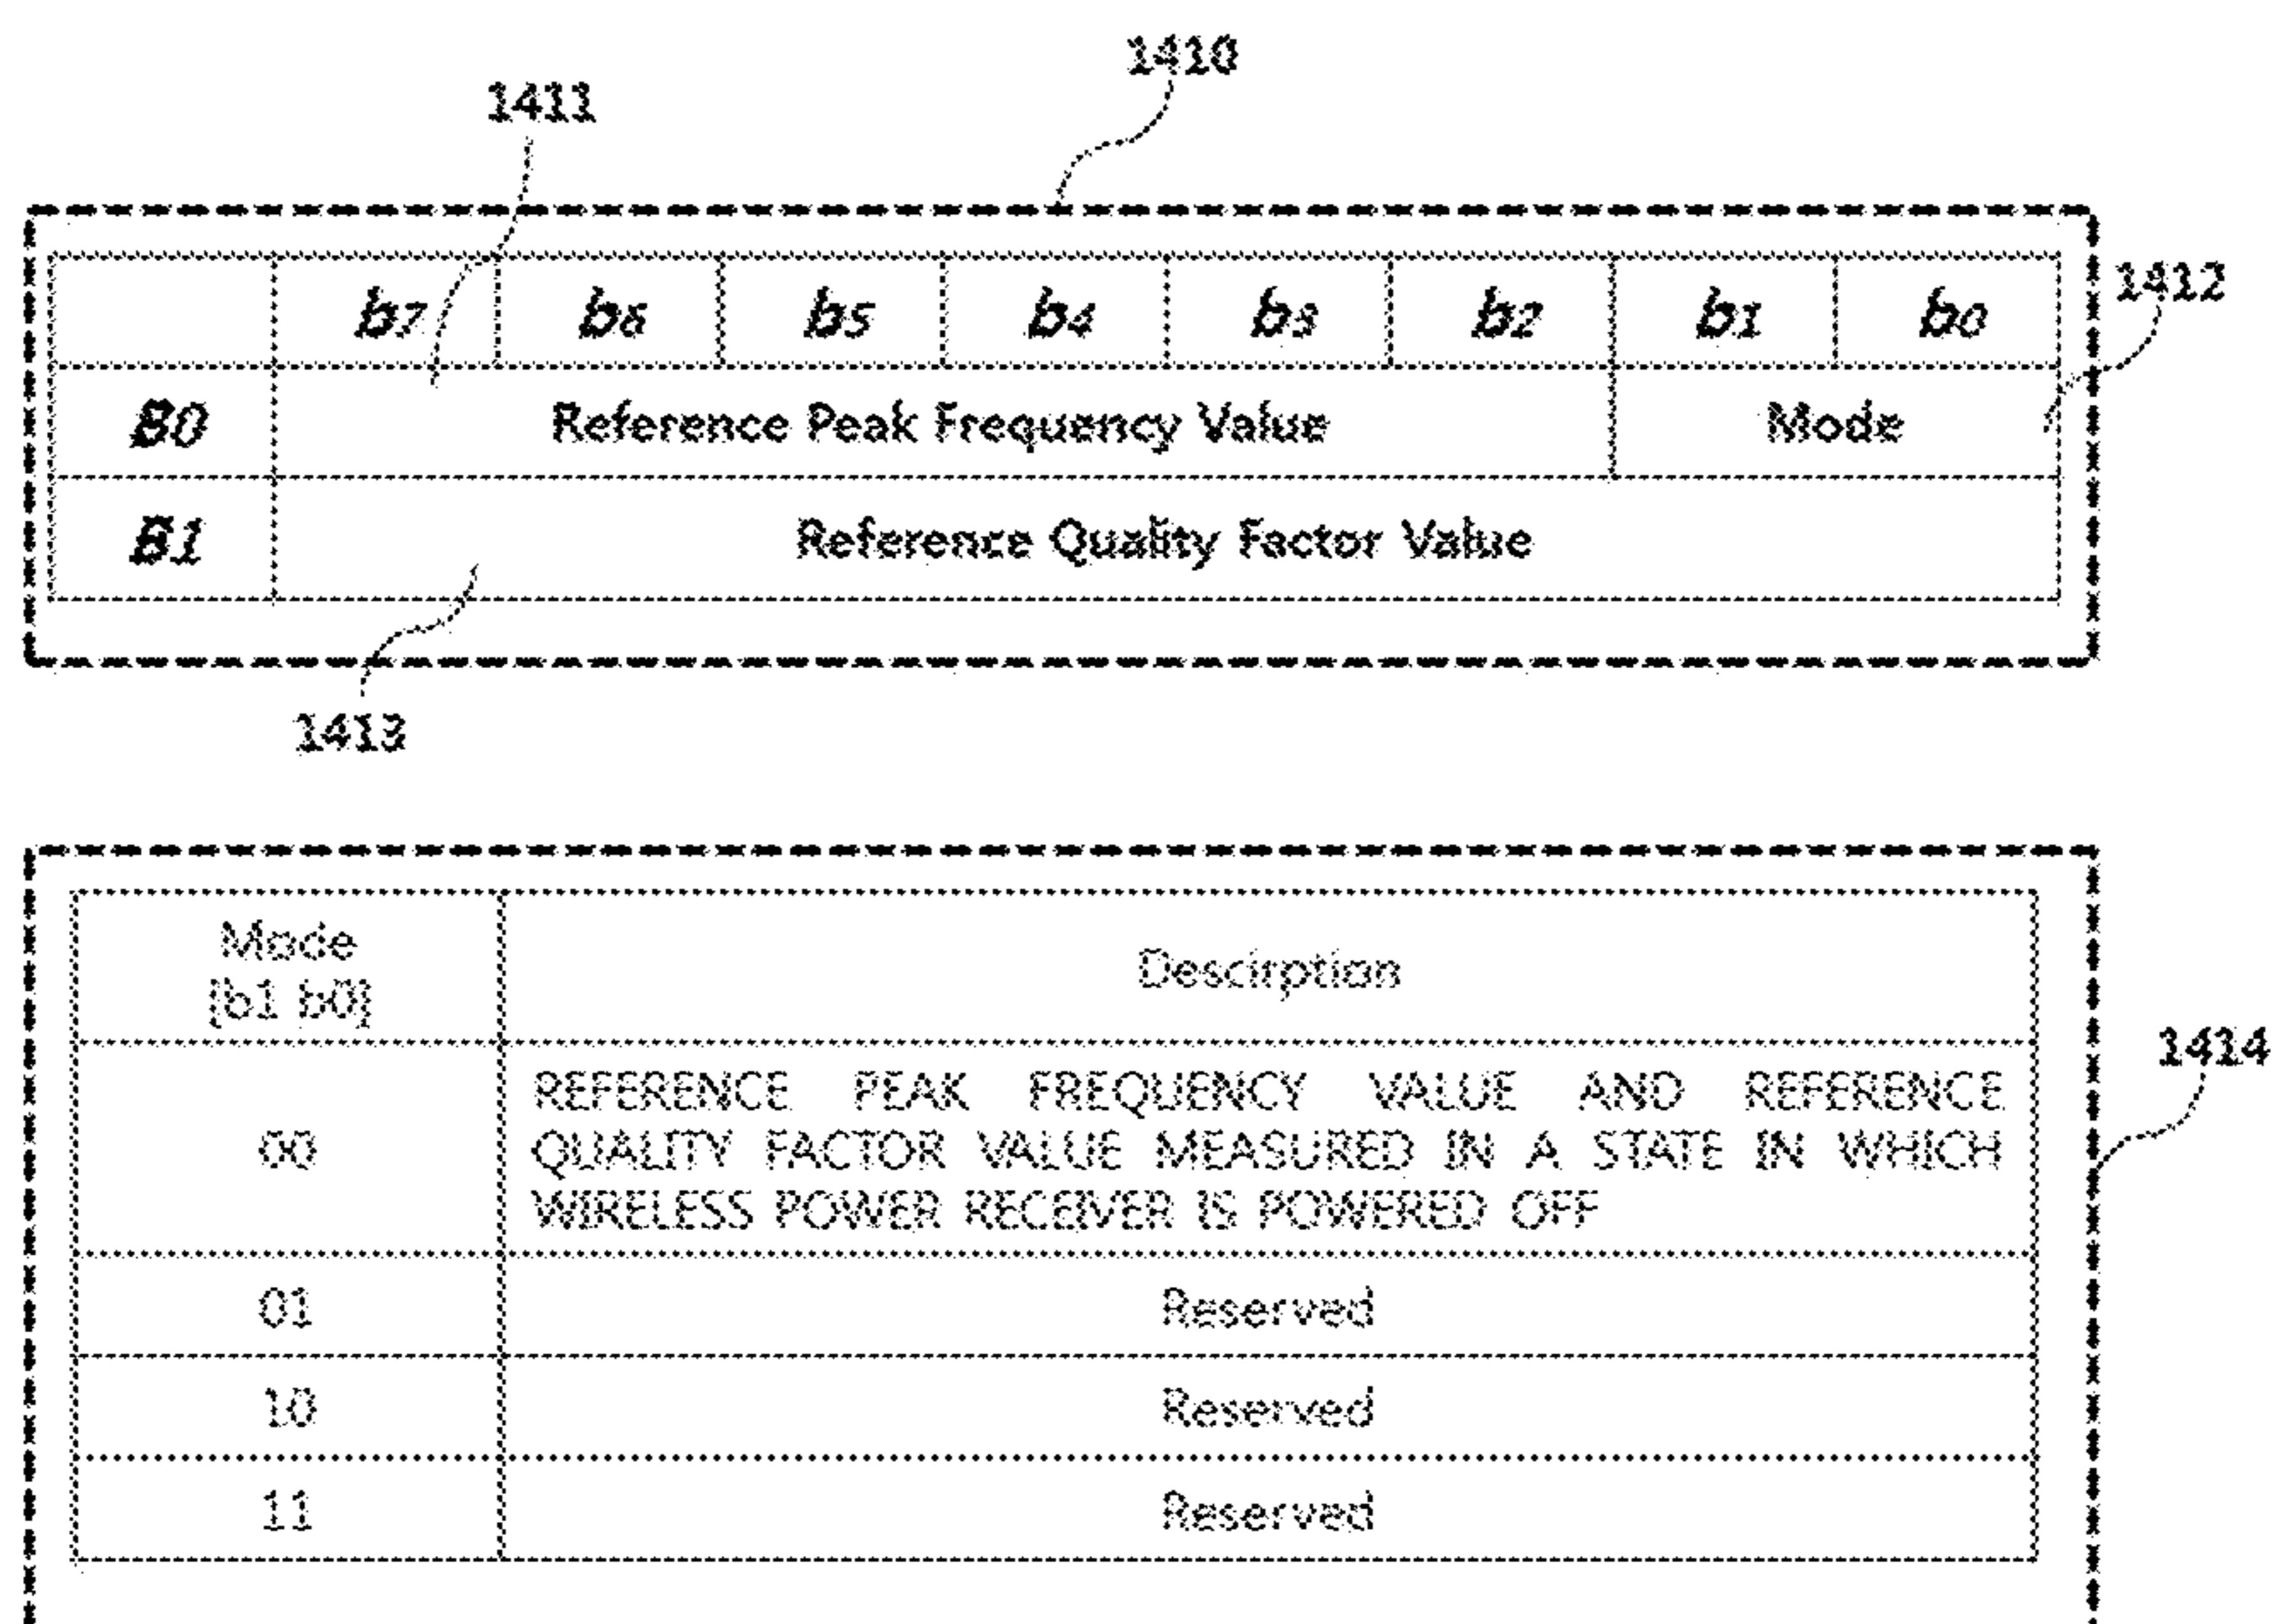 1410
1411
b7 b6 b5 b4 b3 b2 b1 b0
1412
B0 Reference Peak Frequency Value Mode
B1 Reference Quality Factor Value
1413
Mode
[b1 b0]
Descirption
1414
00
REFERENCE PEAK FREQUENCY VALUE AND REFERENCE
QUALITY FACTOR VALUE MEASURED IN A STATE IN WHICH
WIRELESS POWER RECEIVER IS POWERED OFF
01 Reserved
10 Reserved
11 Reserved